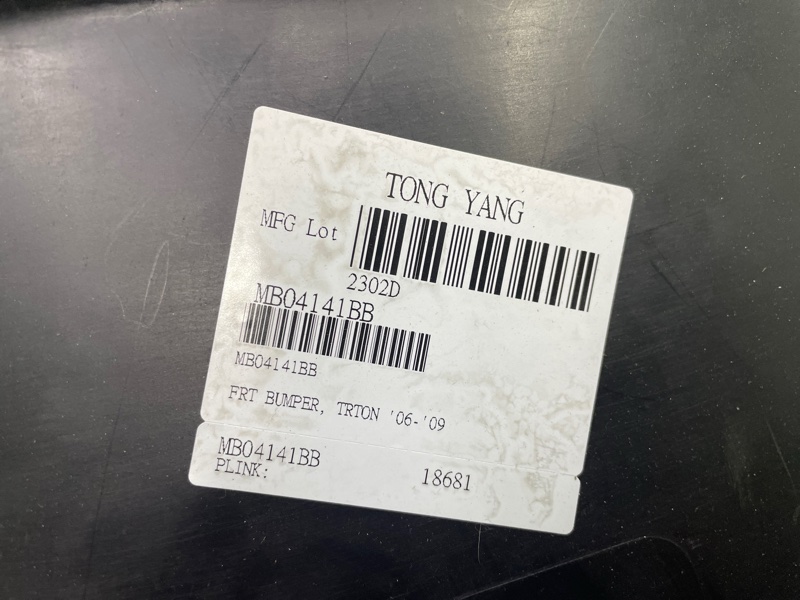 TONG YANG
MFG Lot
2302D
MB04141BB
MB04141BB
FRT BUMPER, TRTON '06-'09
MB04141BB
PLINK: 18681